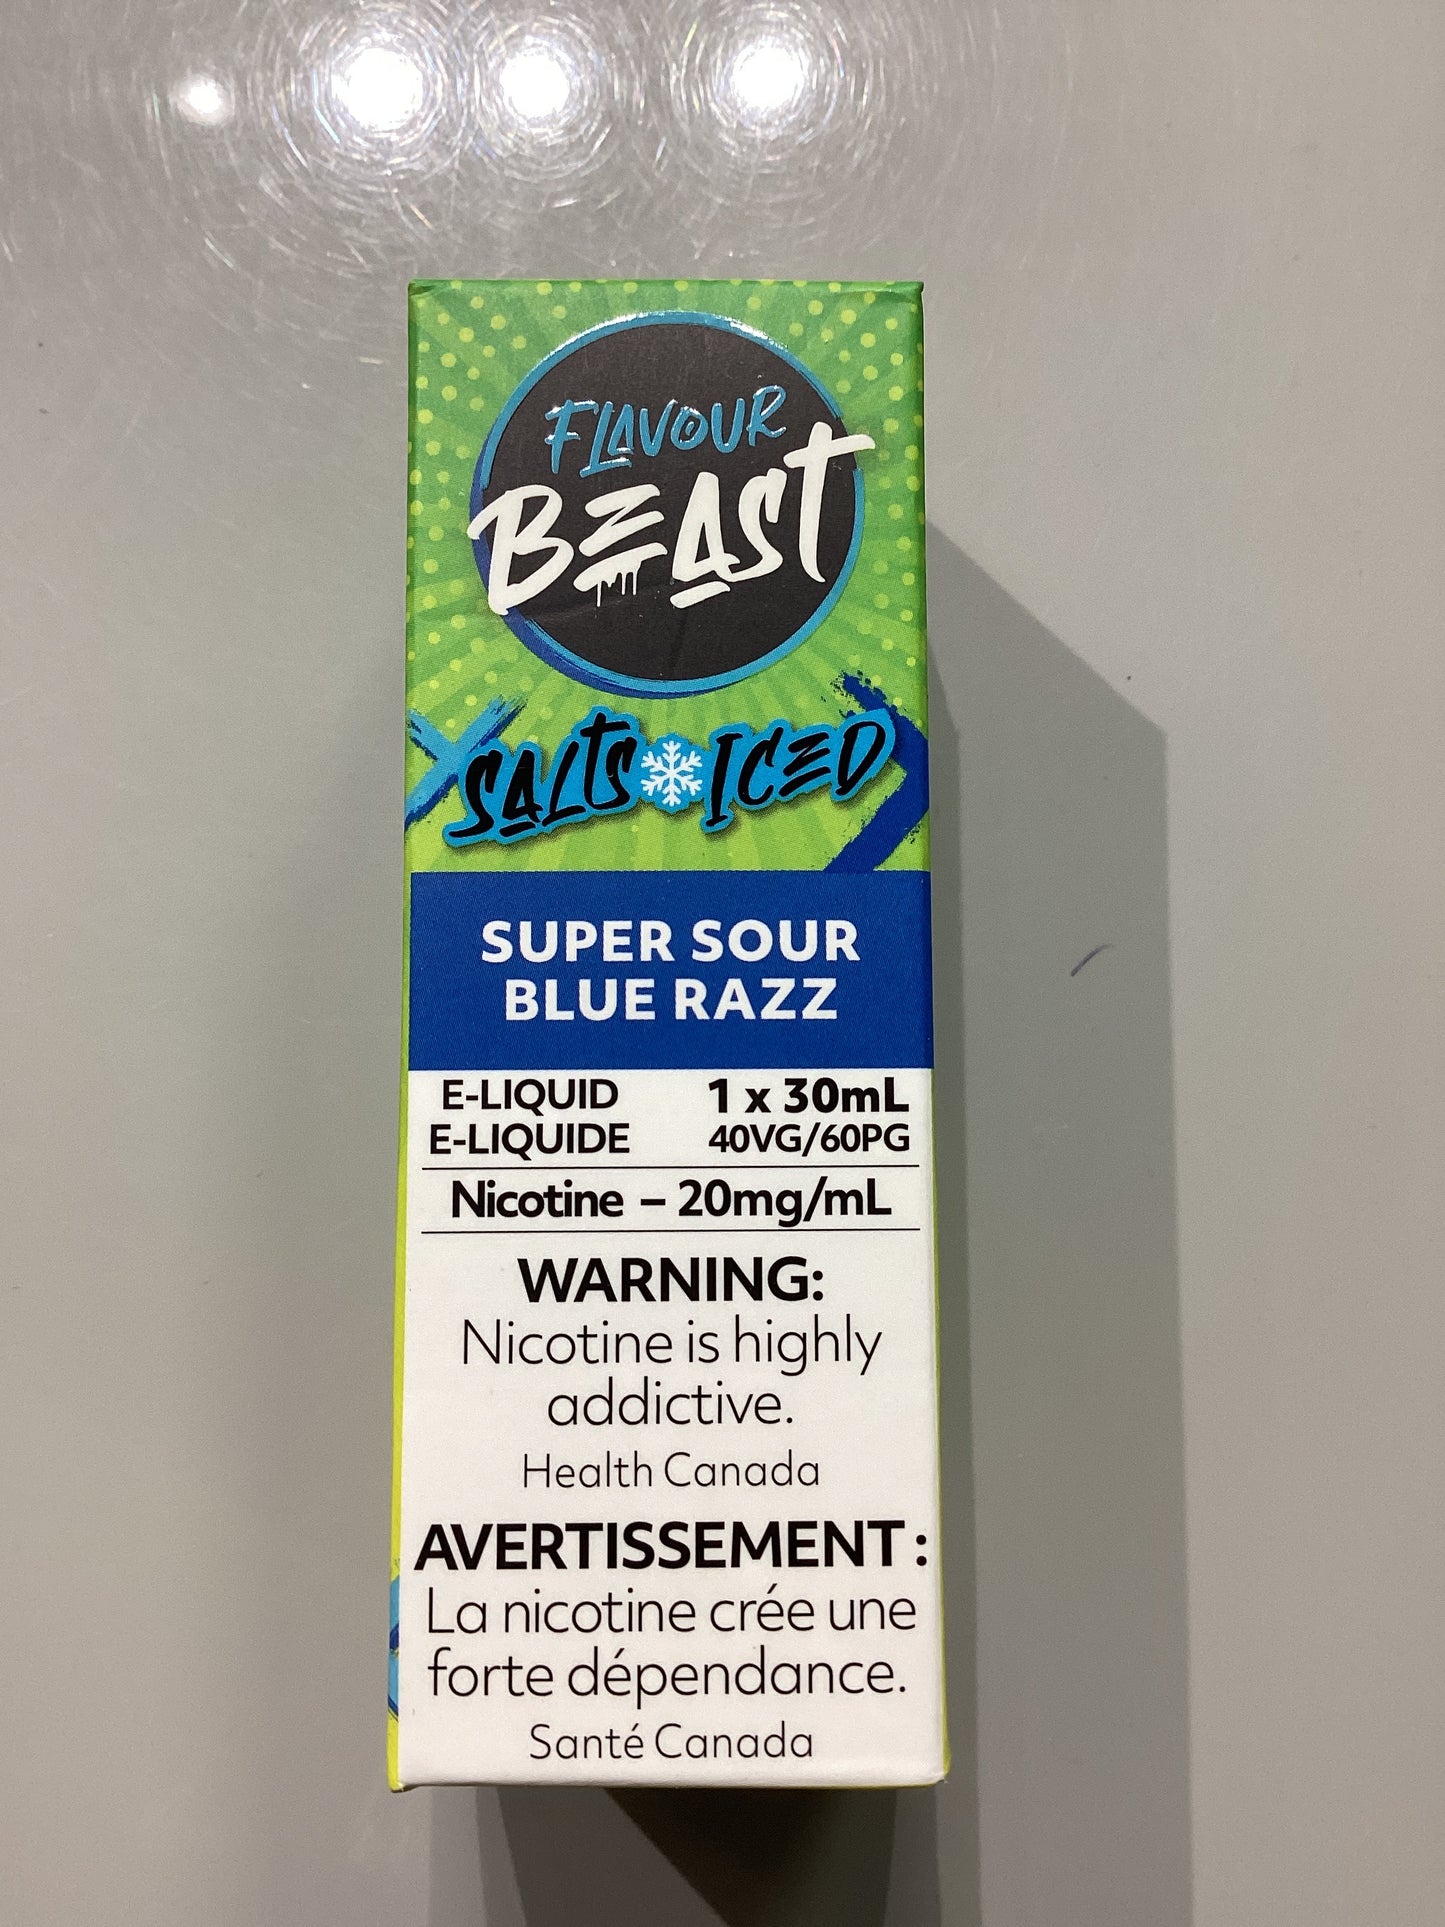 FLAVOUR
BEAST
SALTS ICED
SUPER SOUR
BLUE RAZZ
E-LIQUID 1 x 30mL
E-LIQUIDE 40VG/60PG
Nicotine – 20mg/mL
WARNING:
Nicotine is highly
addictive.
Health Canada
AVERTISSEMENT :
La nicotine crée une
forte dépendance.
Santé Canada